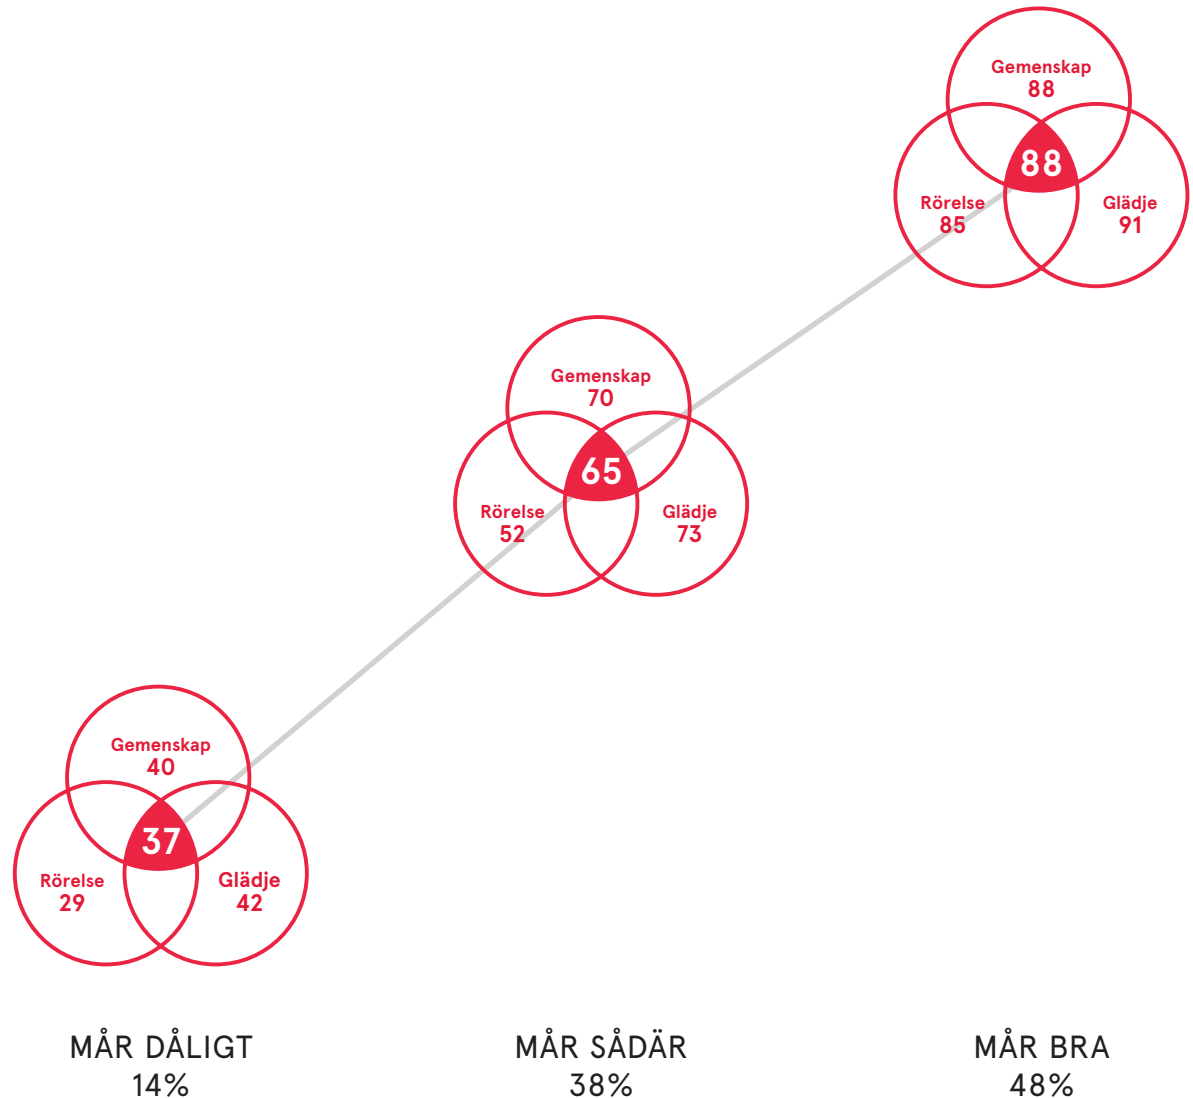 Gemenskap
88
88
Rörelse
85
Glädje
91
Gemenskap
70
65
Rörelse
52
Glädje
73
Gemenskap
40
37
Rörelse
29
Glädje
42
MÅR DÅLIGT
14%
MÅR SÅDÄR
38%
MÅR BRA
48%